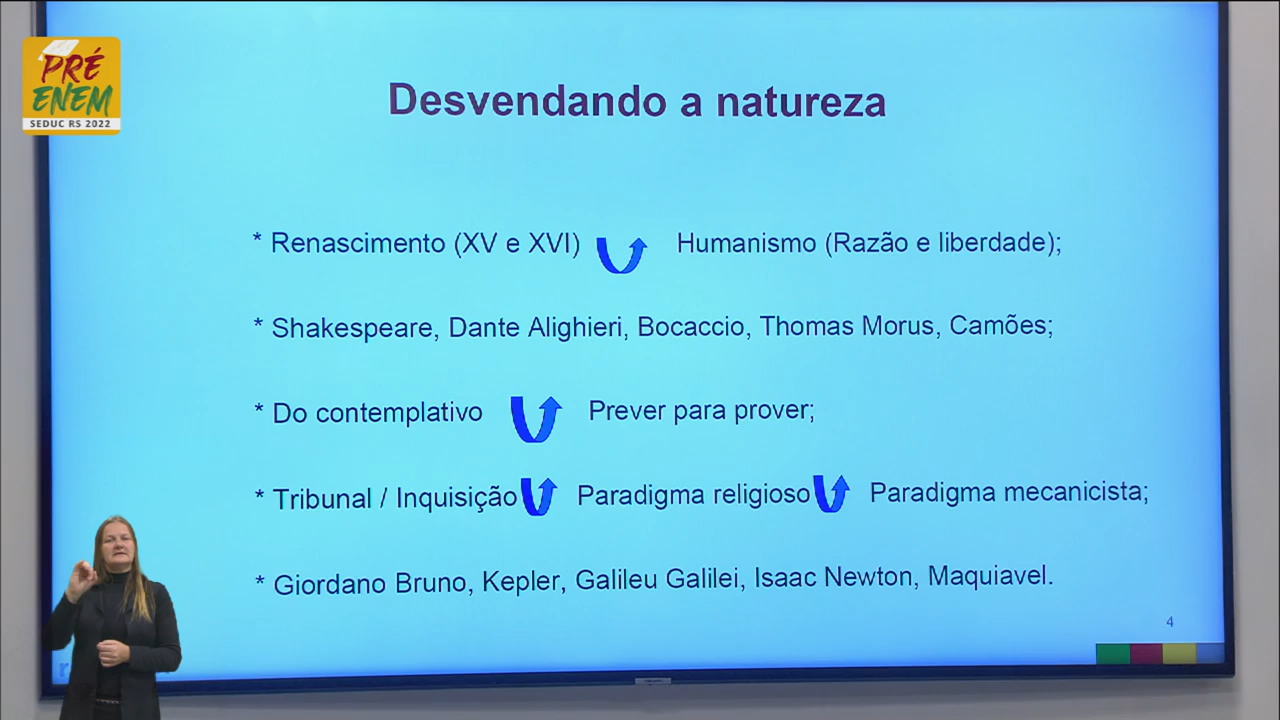 PRÉ
ENEM
SEDUC RS 2022
Desvendando a natureza
* Renascimento (XV e XVI) Humanismo (Razão e liberdade);
* Shakespeare, Dante Alighieri, Bocaccio, Thomas Morus, Camões;
* Do contemplativo Prever para prover;
* Tribunal / Inquisição Paradigma religioso Paradigma mecanicista;
* Giordano Bruno, Kepler, Galileu Galilei, Isaac Newton, Maquiavel.
4